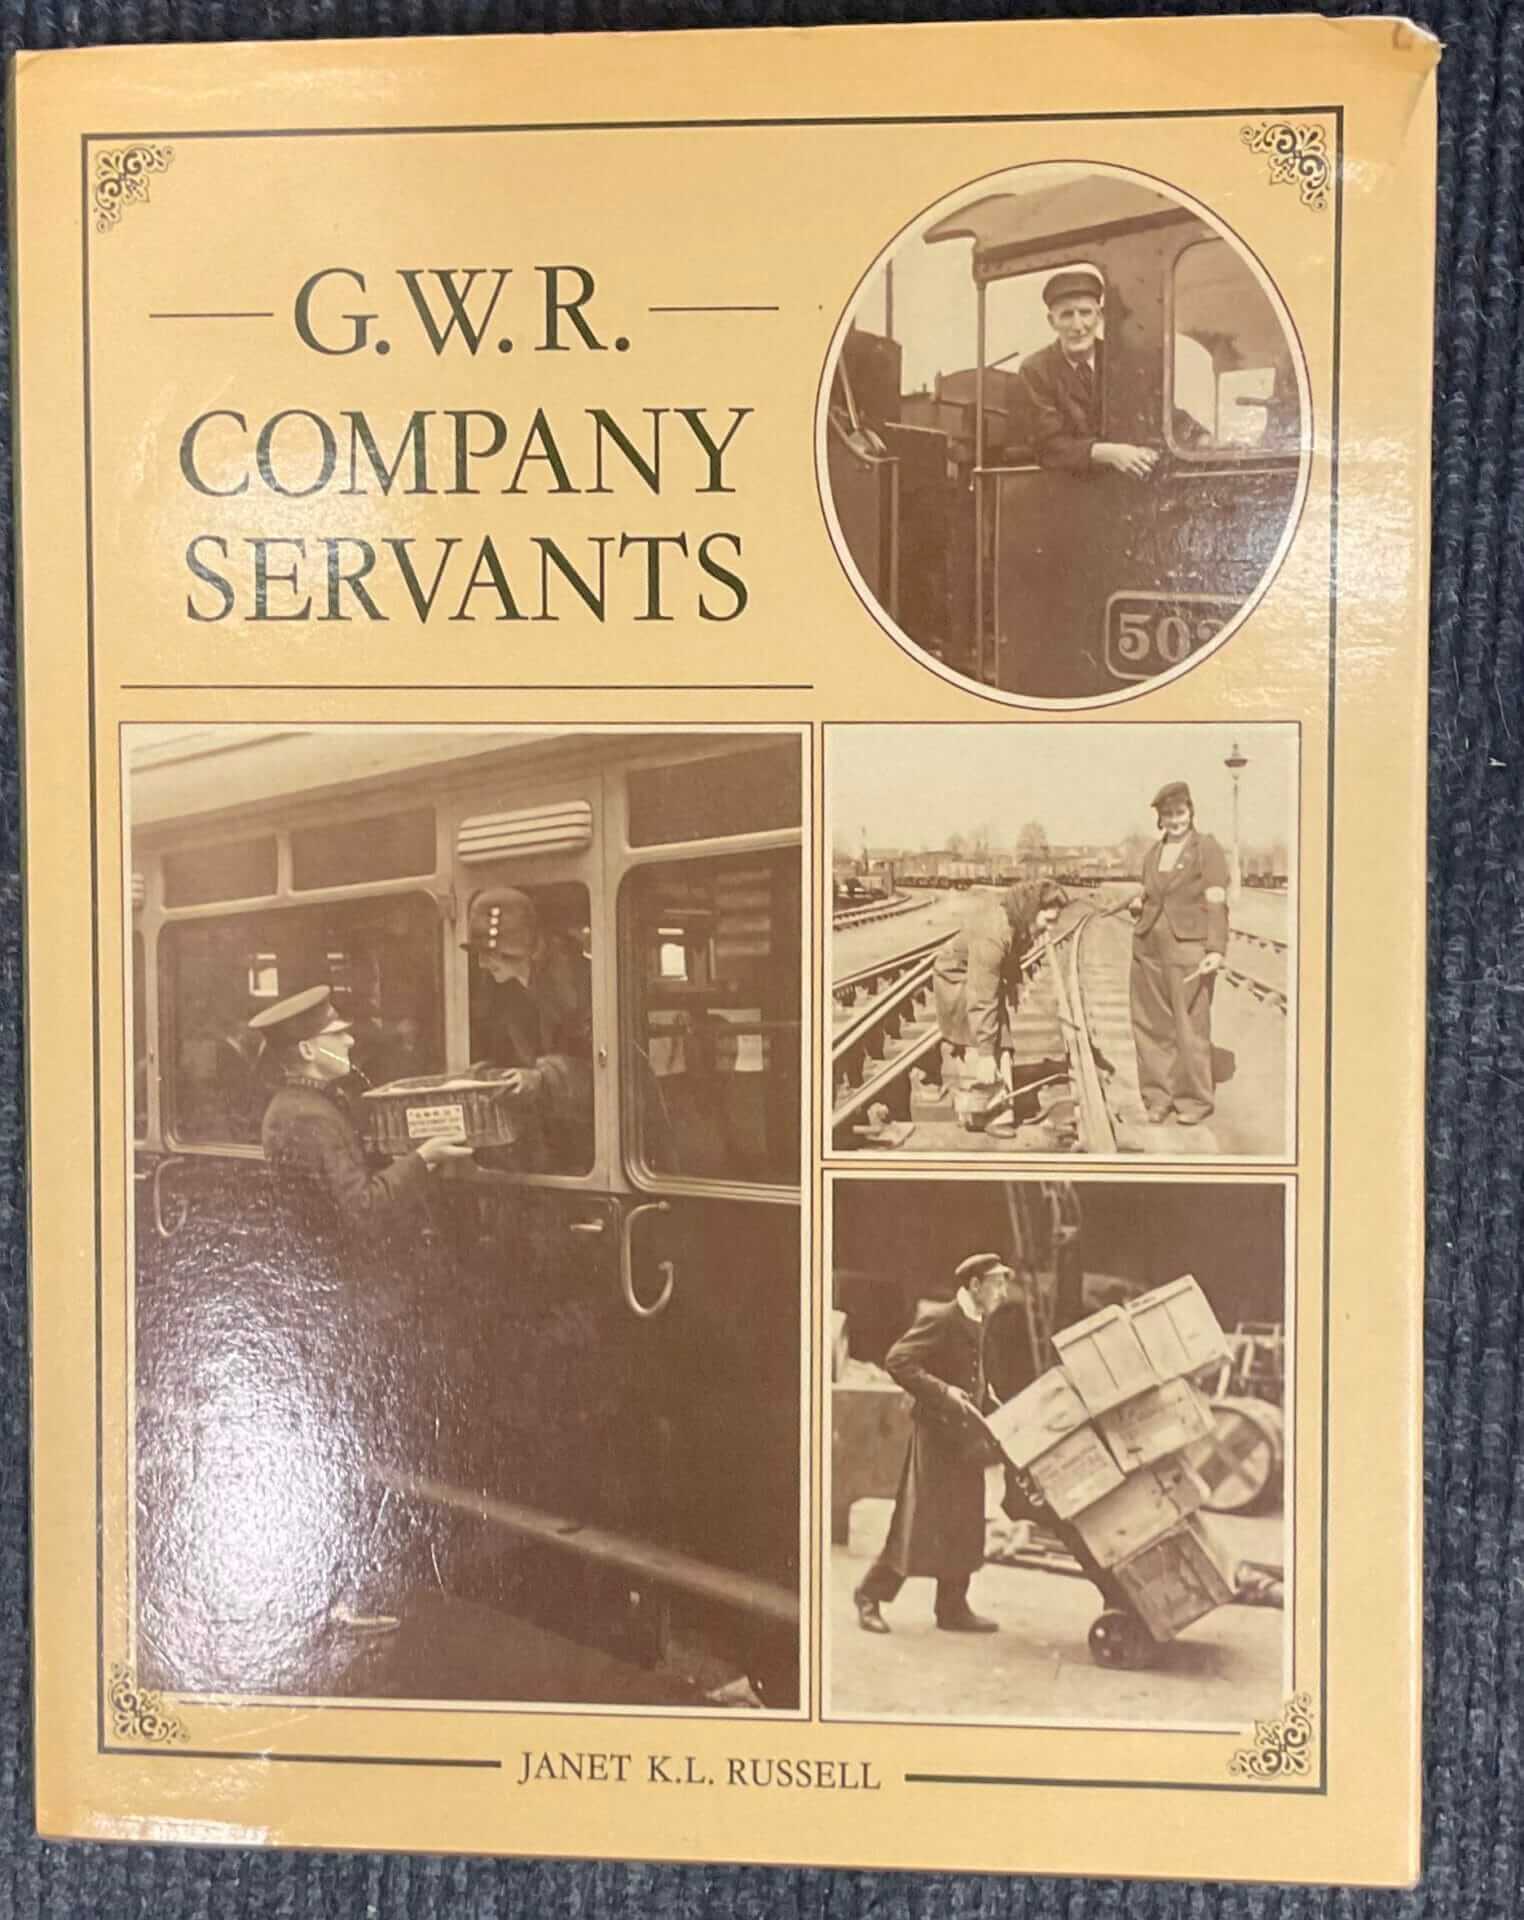 G.W.R.
COMPANY
SERVANTS
JANET K.L. RUSSELL